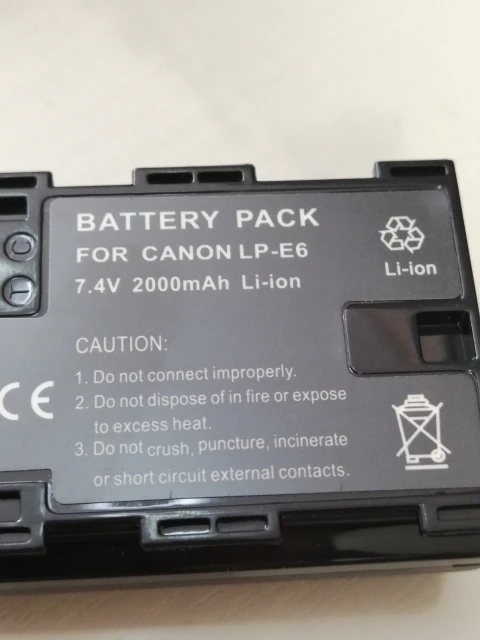 BATTERY PACK
FOR CANON LP-E6
7.4V 2000mAh Li-ion
Li-ion
C
T
CAUTION:
1. Do not connect improperly.
2. Do not dispose of in fire or expose
to excess heat.
3. Do not crush, puncture, incinerate
or short circuit external contacts.
CE